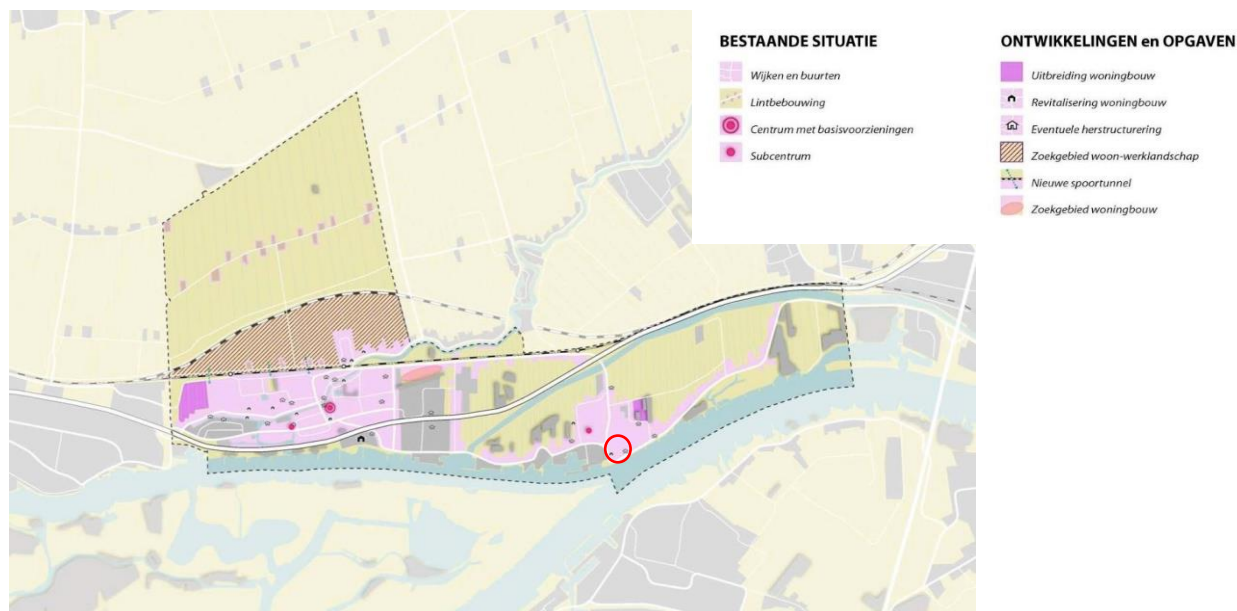 BESTAANDE SITUATIE
Wijken en buurten
Lintbebouwing
Centrum met basisvoorzieningen
Subcentrum
ONTWIKKELINGEN en OPGAVEN
Uitbreiding woningbouw
Revitalisering woningbouw
Eventuele herstructurering
Zoekgebied woon-werklandschap
Nieuwe spoortunnel
Zoekgebied woningbouw